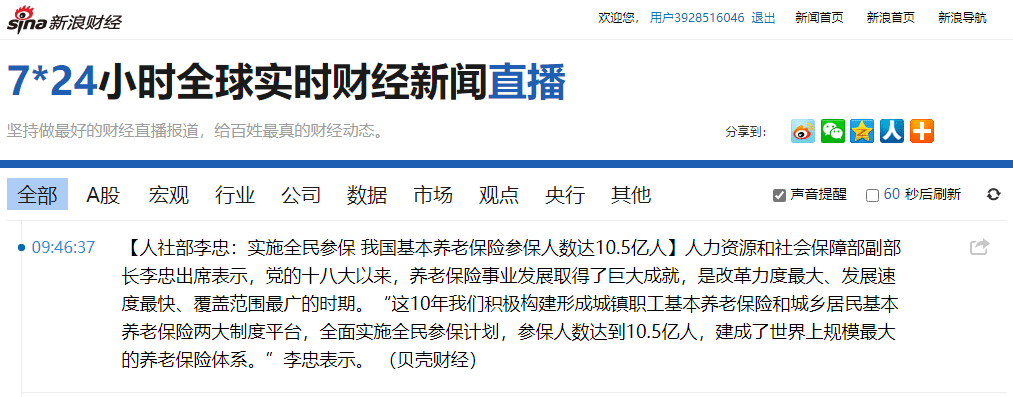 sina 新浪财经
欢迎您, 用户3928516046 退出 新闻首页 新浪首页 新浪导航
7*24小时全球实时财经新闻直播
坚持做最好的财经直播报道，给百姓最真的财经动态。
分享到：
全部 A股 宏观 行业 公司 数据 市场 观点 央行 其他 声音提醒 60 秒后刷新
09:46:37 【人社部李忠：实施全民参保 我国基本养老保险参保人数达10.5亿人】人力资源和社会保障部副部
长李忠出席表示，党的十八大以来，养老保险事业发展取得了巨大成就，是改革力度最大、发展速
度最快、覆盖范围最广的时期。“这10年我们积极构建形成城镇职工基本养老保险和城乡居民基本
养老保险两大制度平台，全面实施全民参保计划，参保人数达到10.5亿人，建成了世界上规模最大
的养老保险体系。”李忠表示。（贝壳财经）